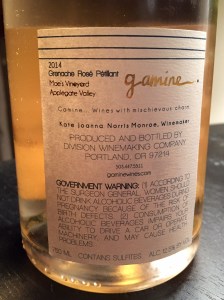 2014
Grenache Rosé Pétillant
Mae's Vineyard
Applegate Valley
gamine
Gamine... Wines with mischievous charm
Kate Joanna Norris Monroe, Winemaker
PRODUCED AND BOTTLED BY
DIVISION WINEMAKING COMPANY
PORTLAND, OR 97214
gaminewines.com
GOVERNMENT WARNING: (1) ACCORDING TO
THE SURGEON GENERAL, WOMEN SHOULD
NOT DRINK ALCOHOLIC BEVERAGES DURING
PREGNANCY BECAUSE OF THE RISK OF
BIRTH DEFECTS. (2) CONSUMPTION OF
ALCOHOLIC BEVERAGES IMPAIRS YOUR
ABILITY TO DRIVE A CAR OR OPERATE
MACHINERY, AND MAY CAUSE HEALTH
PROBLEMS
750 ML CONTAINS SULFITES